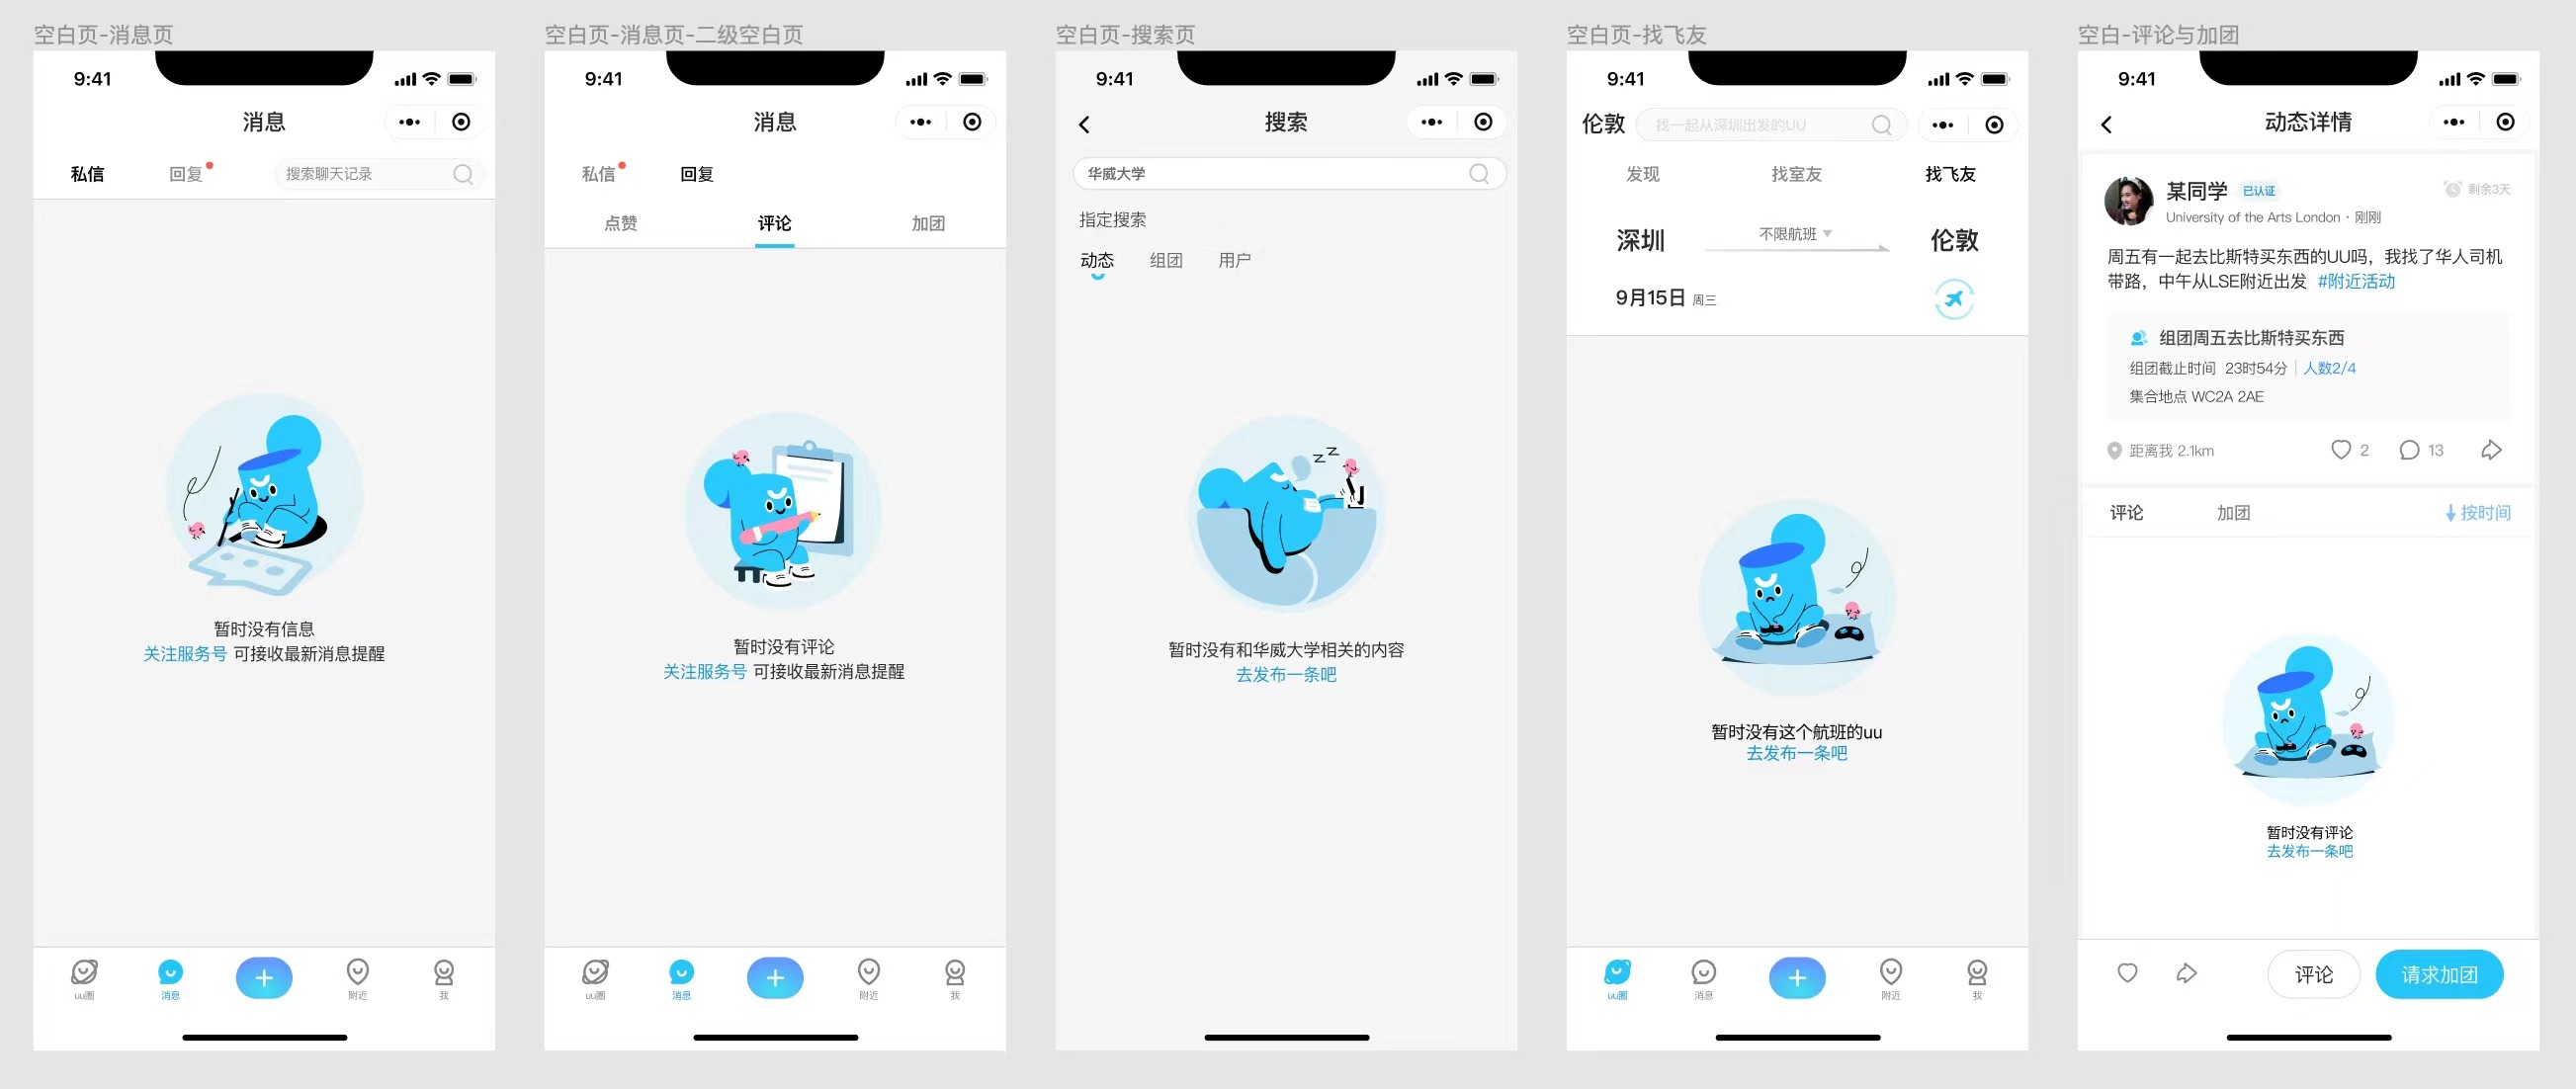 空白页-消息页
9:41
消息
私信
回复
搜索聊天记录
暂时没有信息
关注服务号 可接收最新消息提醒
uu圈
消息
附近
我
空白页-消息页-二级空白页
9:41
消息
私信
回复
点赞
评论
加团
暂时没有评论
关注服务号 可接收最新消息提醒
uu圈
消息
附近
我
空白页-搜索页
9:41
搜索
华威大学
指定搜索
动态
组团
用户
zz
暂时没有和华威大学相关的内容
去发布一条吧
空白页-找飞友
9:41
伦敦
找一起从深圳出发的UU
发现
找室友
找飞友
深圳
不限航班
伦敦
9月15日 周三
暂时没有这个航班的uu
去发布一条吧
uu圈
消息
附近
我
空白-评论与加团
9:41
动态详情
某同学 已认证
剩余3天
University of the Arts London · 刚刚
周五有一起去比斯特买东西的UU吗，我找了华人司机
带路，中午从LSE附近出发 #附近活动
组团周五去比斯特买东西
组团截止时间 23时54分 人数2/4
集合地点 WC2A 2AE
距离我 2.1km
2
13
评论
加团
按时间
暂时没有评论
去发布一条吧
评论
请求加团